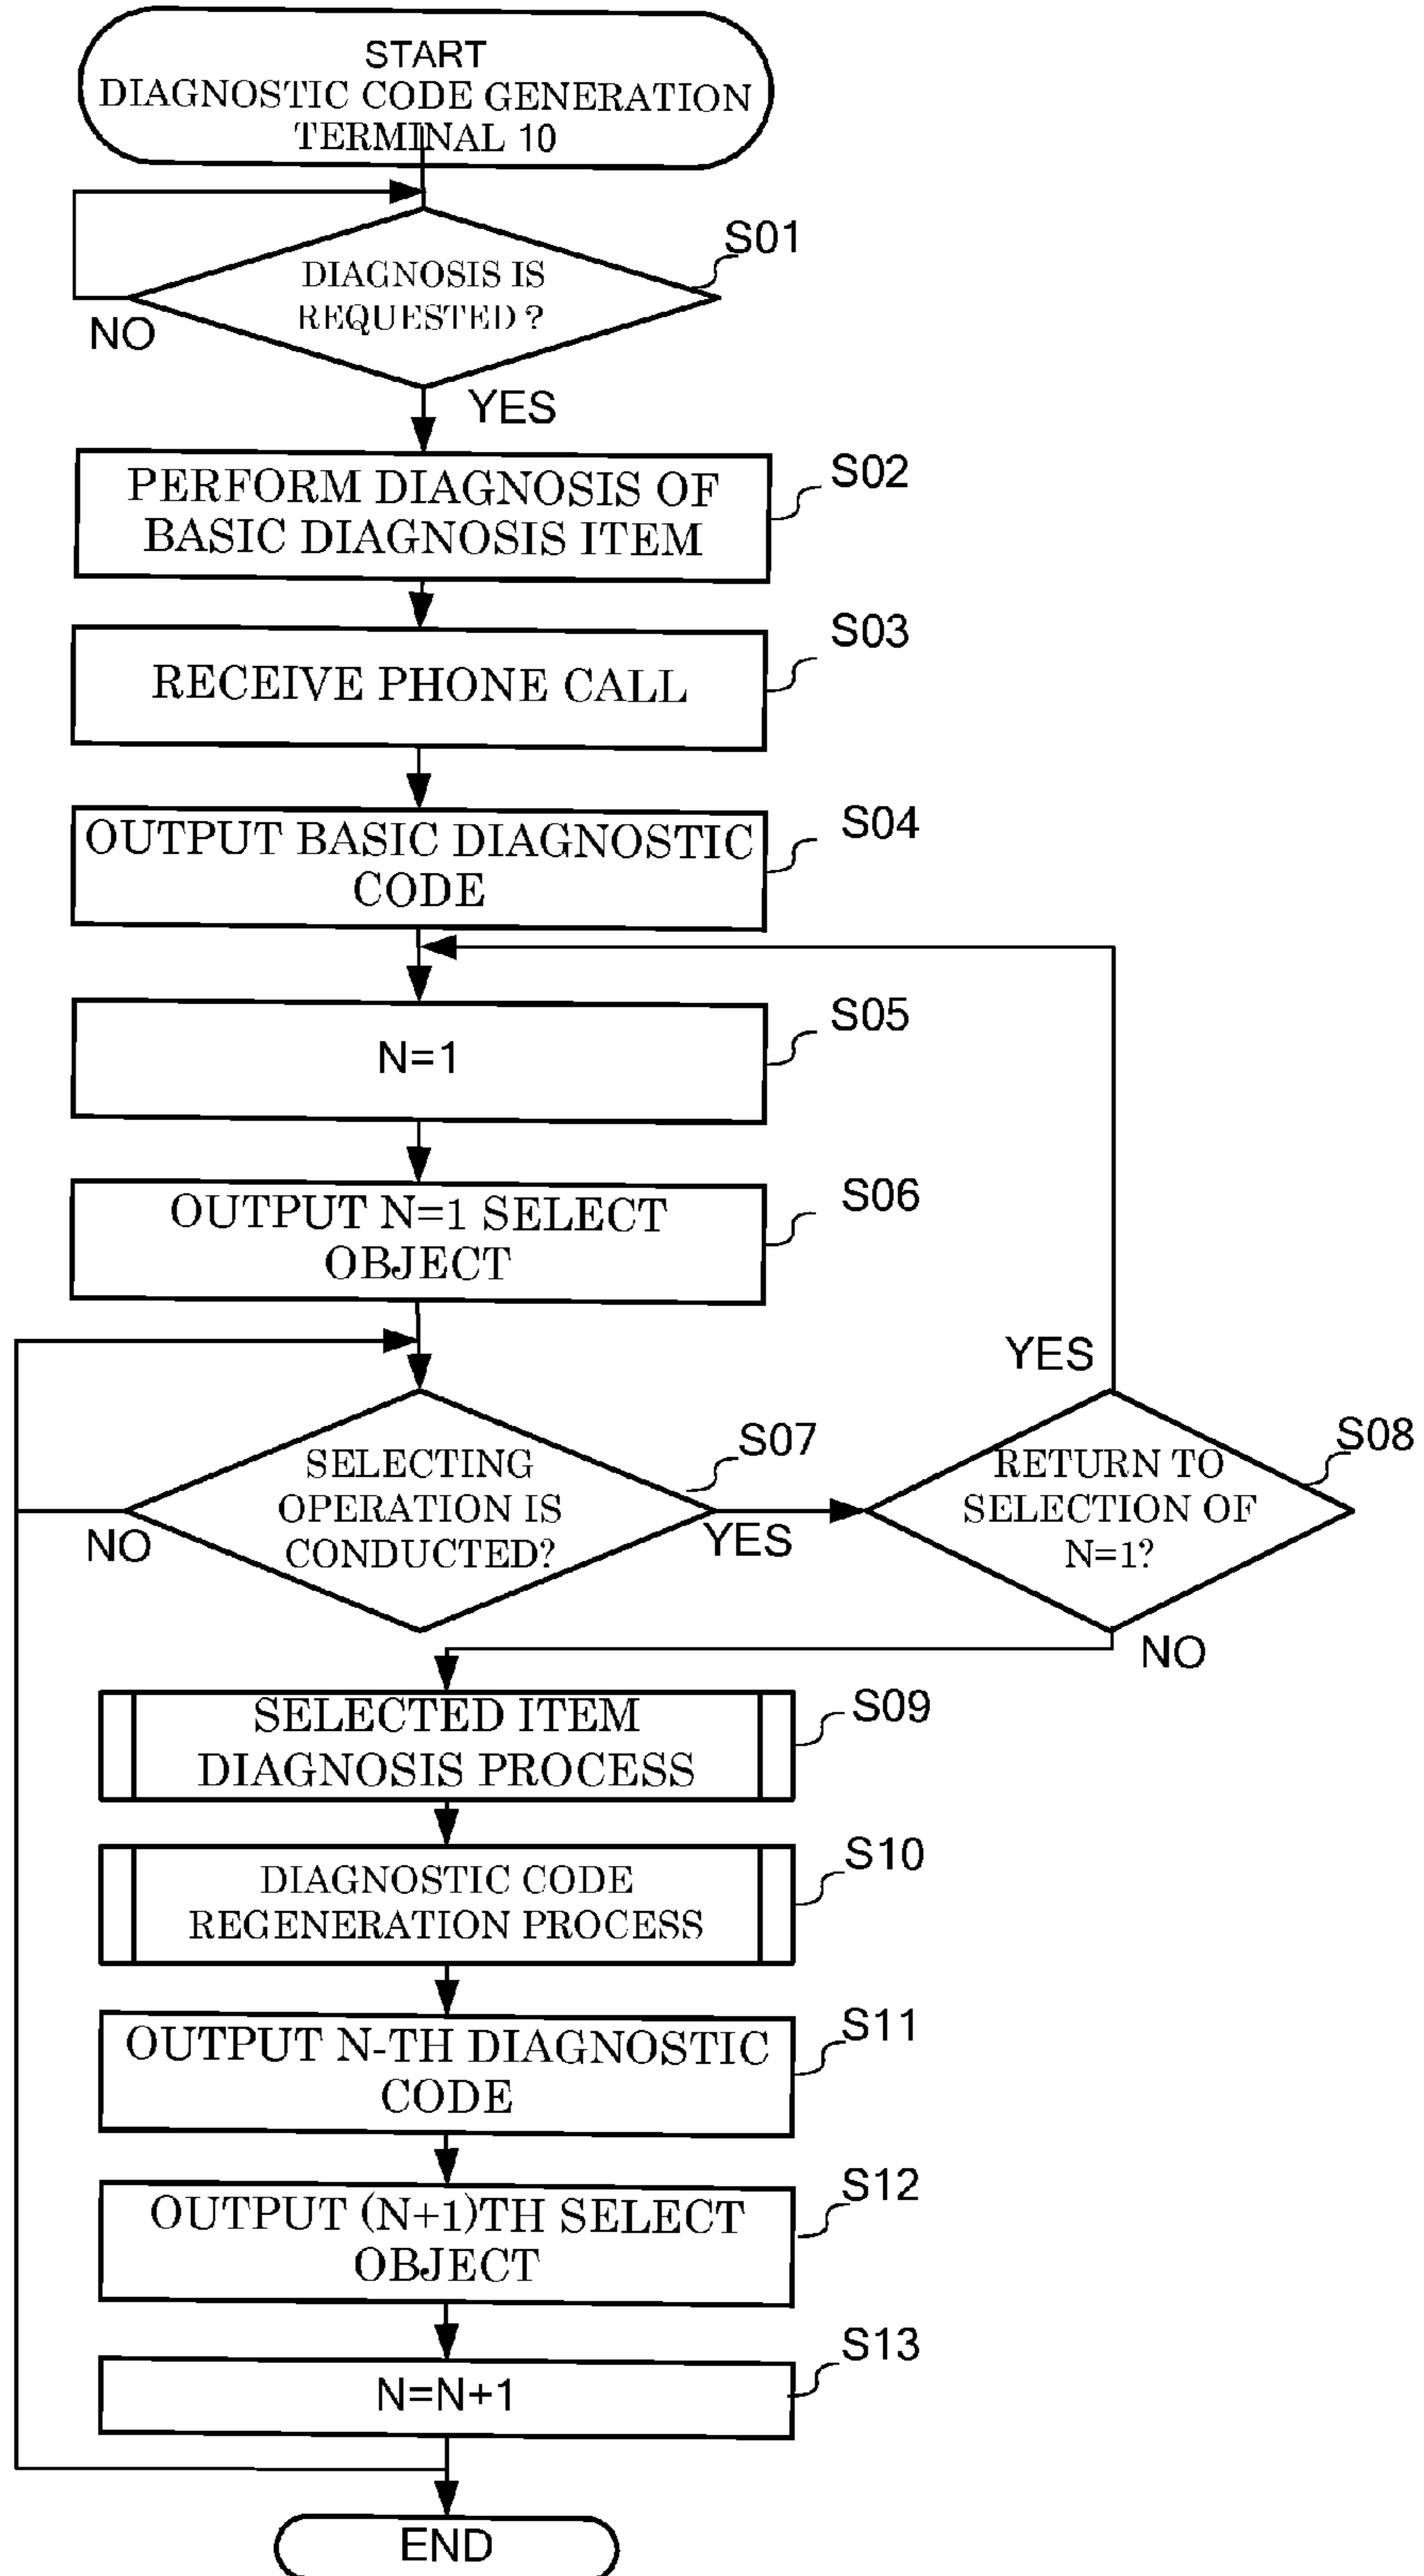 START
DIAGNOSTIC CODE GENERATION
TERMINAL 10
S01
DIAGNOSIS IS
REQUESTED ?
NO
YES
S02
PERFORM DIAGNOSIS OF
BASIC DIAGNOSIS ITEM
S03
RECEIVE PHONE CALL
S04
OUTPUT BASIC DIAGNOSTIC
CODE
S05
N=1
S06
OUTPUT N=1 SELECT
OBJECT
YES
S07
SELECTING
OPERATION IS
CONDUCTED?
NO
YES
S08
RETURN TO
SELECTION OF
N=1?
NO
S09
SELECTED ITEM
DIAGNOSIS PROCESS
S10
DIAGNOSTIC CODE
REGENERATION PROCESS
S11
OUTPUT N-TH DIAGNOSTIC
CODE
S12
OUTPUT (N+1)TH SELECT
OBJECT
S13
N=N+1
END